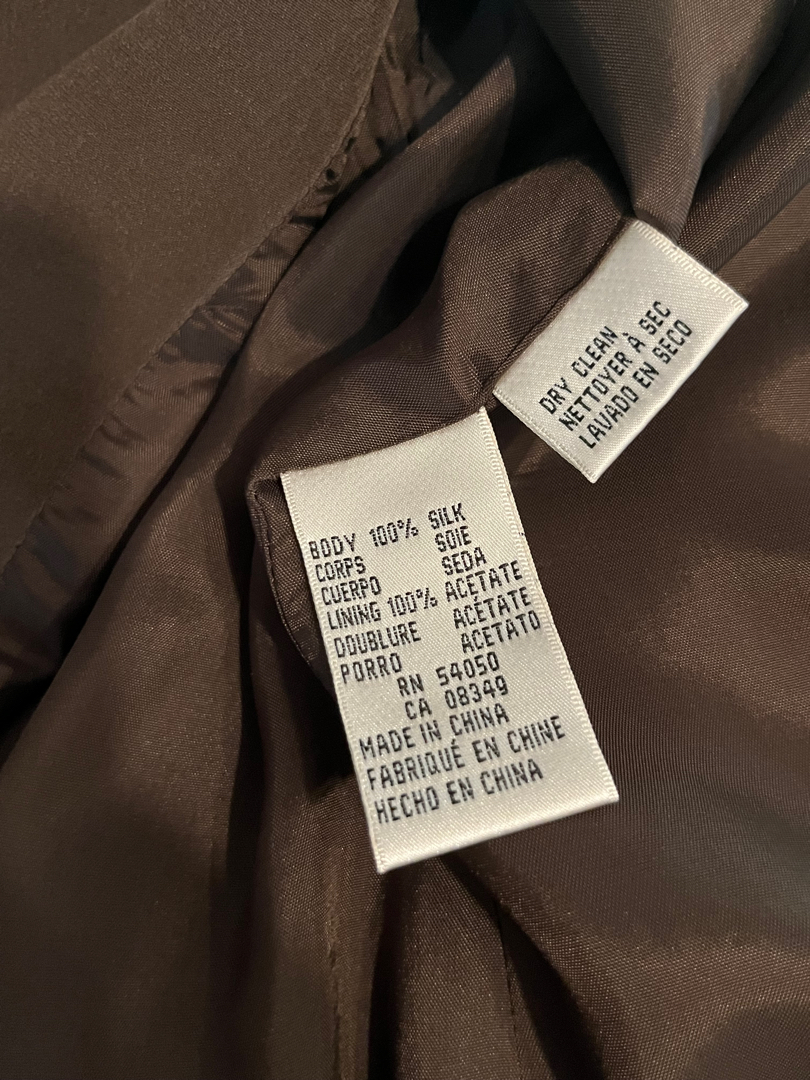 DRY CLEAN
NETTOYER À SEC
LAVADO EN SECO
BODY 100% SILK
CORPS SOIE
CUERPO SEDA
LINING 100% ACETATE
DOUBLURE ACÉTATE
PORRO ACETATO
RN 54050
CA 08349
MADE IN CHINA
FABRIQUÉ EN CHINE
HECHO EN CHINA